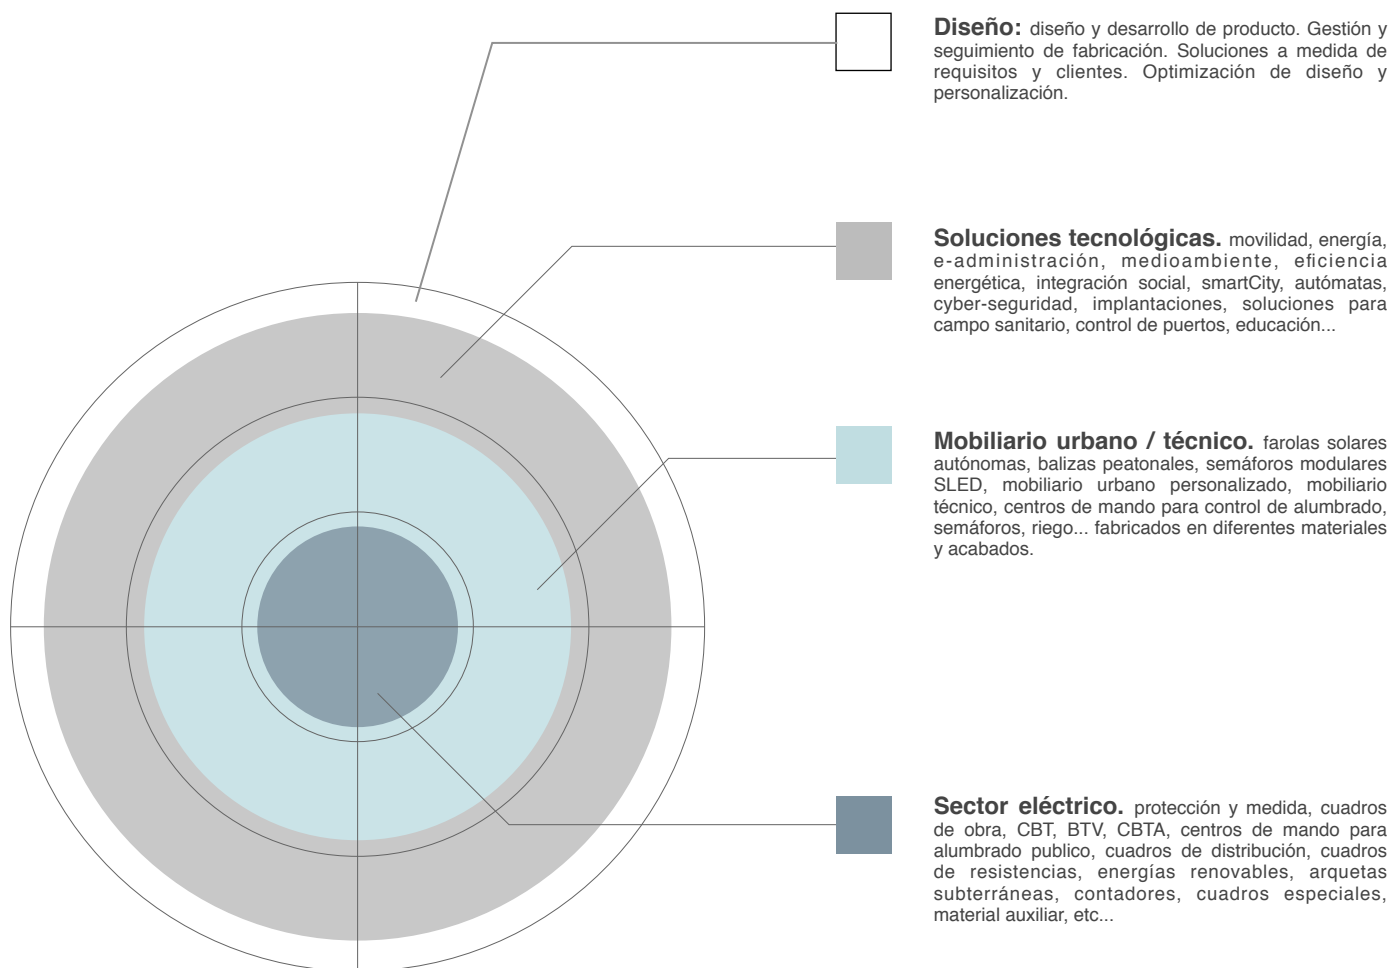 Diseño: diseño y desarrollo de producto. Gestión y
seguimiento de fabricación. Soluciones a medida de
requisitos y clientes. Optimización de diseño y
personalización.
Soluciones tecnológicas. movilidad, energía,
e-administración, medioambiente, eficiencia
energética, integración social, smartCity, autómatas,
cyber-seguridad, implantaciones, soluciones para
campo sanitario, control de puertos, educación...
Mobiliario urbano / técnico. farolas solares
autónomas, balizas peatonales, semáforos modulares
SLED, mobiliario urbano personalizado, mobiliario
técnico, centros de mando para control de alumbrado,
semáforos, riego... fabricados en diferentes materiales
y acabados.
Sector eléctrico. protección y medida, cuadros
de obra, CBT, BTV, CBTA, centros de mando para
alumbrado publico, cuadros de distribución, cuadros
de resistencias, energías renovables, arquetas
subterráneas, contadores, cuadros especiales,
material auxiliar, etc...